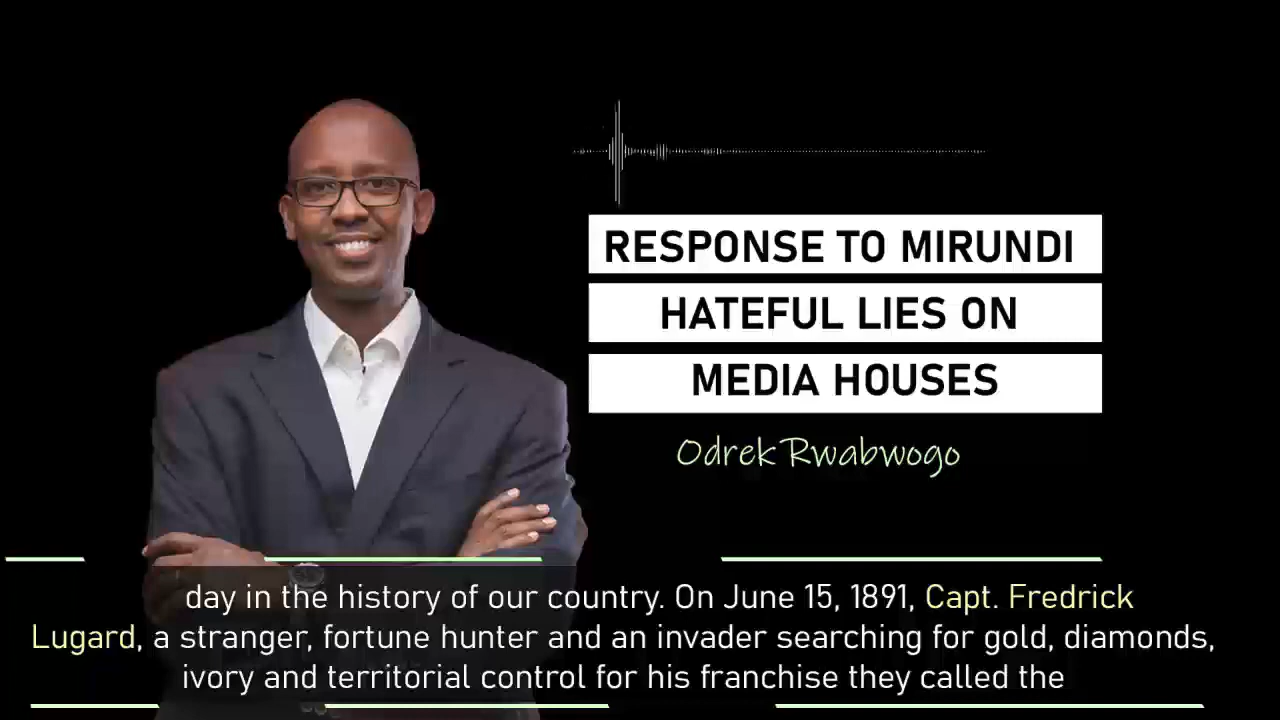 RESPONSE TO MIRUNDI
HATEFUL LIES ON
MEDIA HOUSES
Odrek Rwabwogo
day in the history of our country. On June 15, 1891, Capt. Fredrick
Lugard, a stranger, fortune hunter and an invader searching for gold, diamonds,
ivory and territorial control for his franchise they called the